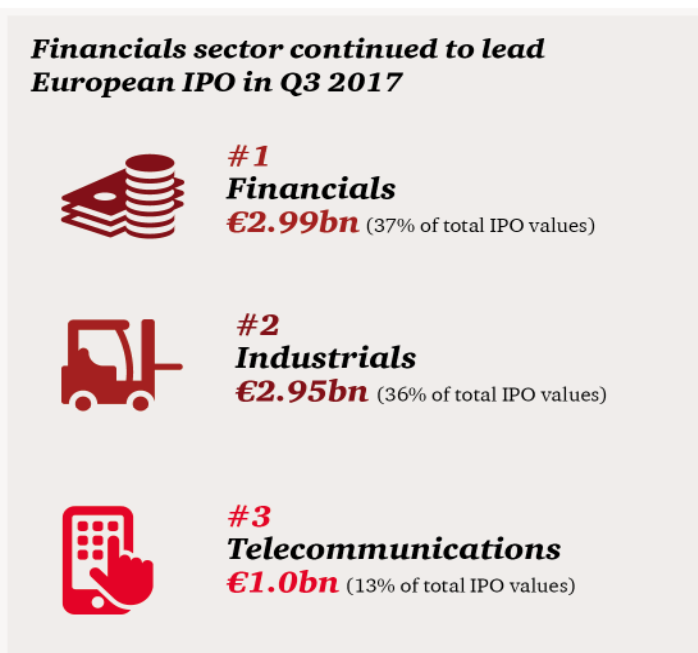 Financials sector continued to lead
European IPO in Q3 2017
#1
Financials
€2.99bn (37% of total IPO values)
#2
Industrials
€2.95bn (36% of total IPO values)
#3
Telecommunications
€1.0bn (13% of total IPO values)